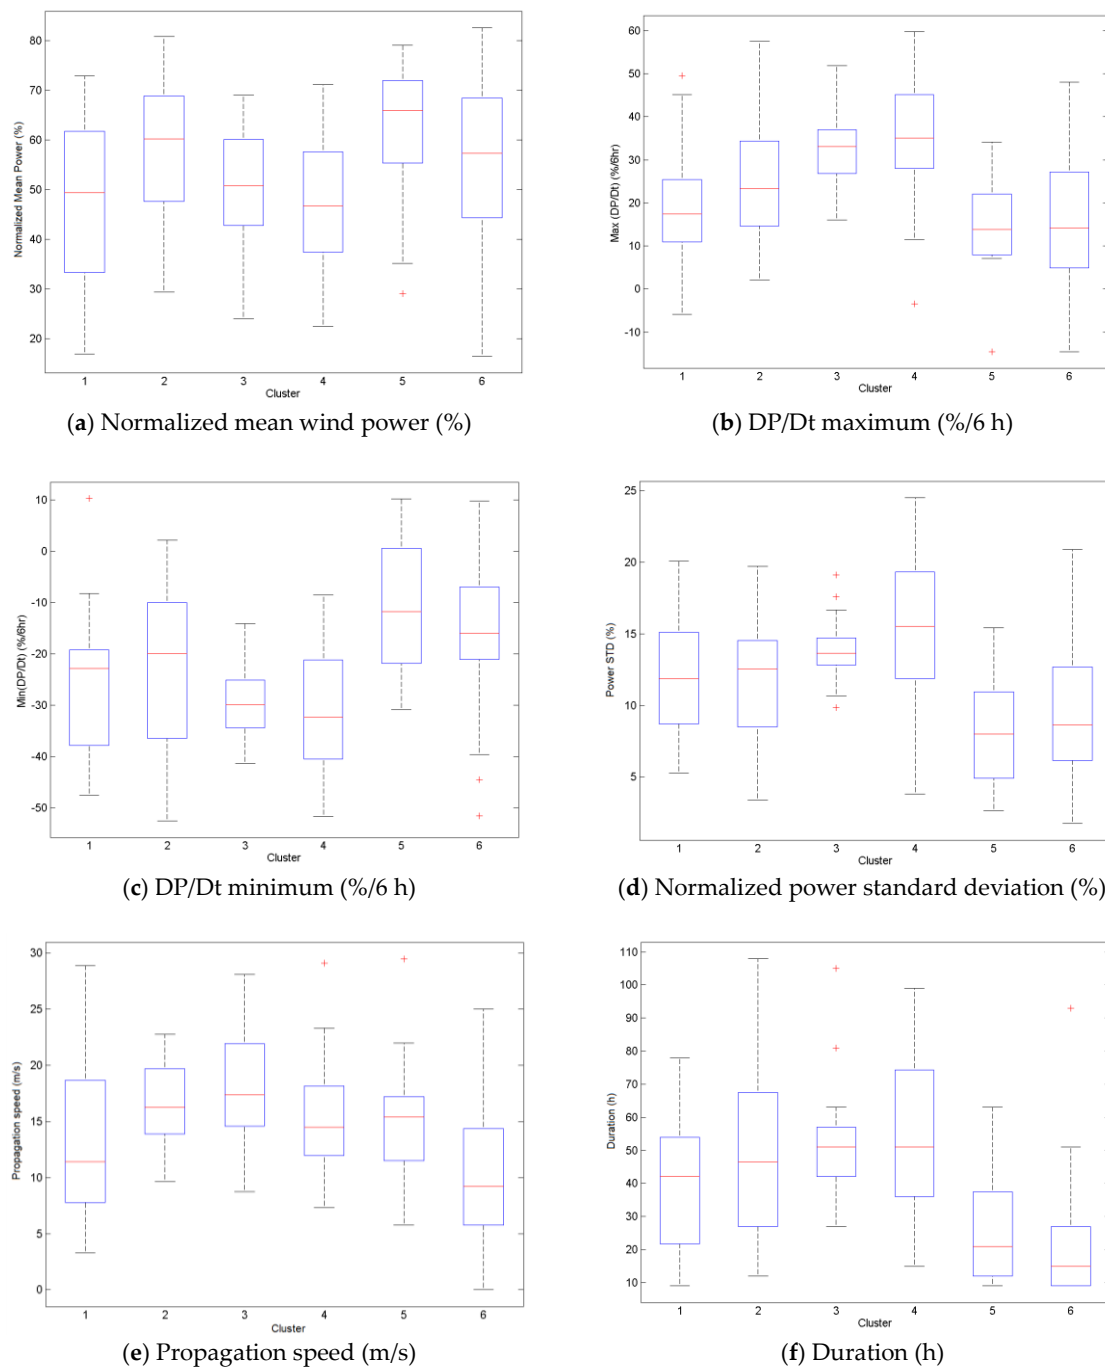 80
70
60
50
40
30
20
Normalized Mean Power (%)
1 2 3 4 5 6
Cluster
(a) Normalized mean wind power (%)
60
50
40
30
20
10
0
-10
Max (DP/Dt) (%/6hr)
1 2 3 4 5 6
Cluster
(b) DP/Dt maximum (%/6 h)
10
0
-10
-20
-30
-40
-50
Min(DP/Dt) (%/6hr)
1 2 3 4 5 6
Cluster
(c) DP/Dt minimum (%/6 h)
25
20
15
10
5
Power STD (%)
1 2 3 4 5 6
Cluster
(d) Normalized power standard deviation (%)
30
25
20
15
10
5
0
Propagation speed (m/s)
1 2 3 4 5 6
Cluster
(e) Propagation speed (m/s)
110
100
90
80
70
60
50
40
30
20
10
Duration (h)
1 2 3 4 5 6
Cluster
(f) Duration (h)